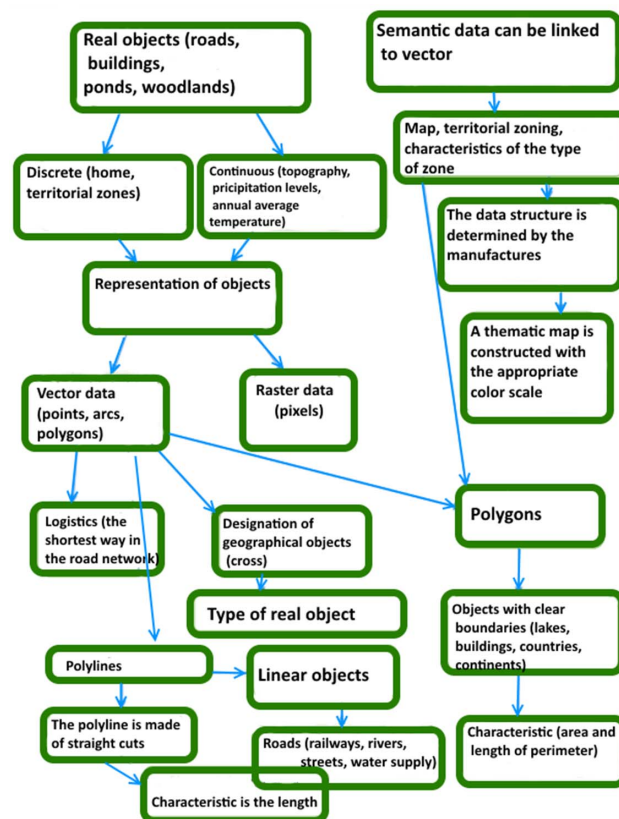 Real objects (roads,
buildings,
ponds, woodlands)
Semantic data can be linked
to vector
Map, territorial zoning,
characteristics of the type
of zone
Discrete (home,
territorial zones)
Continuous (topography,
pricipitation levels,
annual average
temperature)
The data structure is
determined by the
manufactures
Representation of objects
A thematic map is
constructed with
the appropriate
color scale
Vector data
(points, arcs,
polygons)
Raster data
(pixels)
Logistics (the
shortest way in
the road network)
Designation of
geographical objects
(cross)
Polygons
Type of real object
Objects with clear
boundaries (lakes,
buildings, countries,
continents)
Polylines
Linear objects
The polyline is made
of straight cuts
Roads (railways, rivers,
streets, water supply)
Characteristic (area and
length of perimeter)
Characteristic is the length